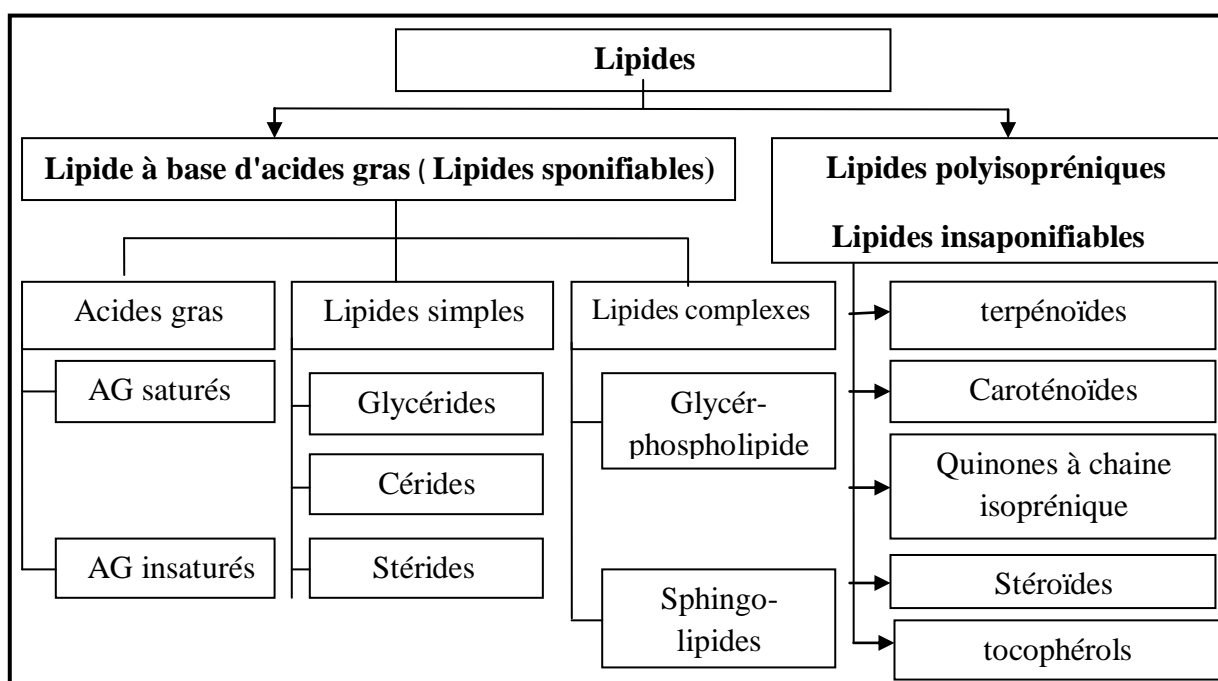 Lipides
Lipide à base d'acides gras ( Lipides sponifiables)
Lipides polyisopréniques
Lipides insaponifiables
Acides gras
AG saturés
AG insaturés
Lipides simples
Glycérides
Cérides
Stérides
Lipides complexes
Glycér-
phospholipide
Sphingo-
lipides
terpénoïdes
Caroténoïdes
Quinones à chaine
isoprénique
Stéroïdes
tocophérols